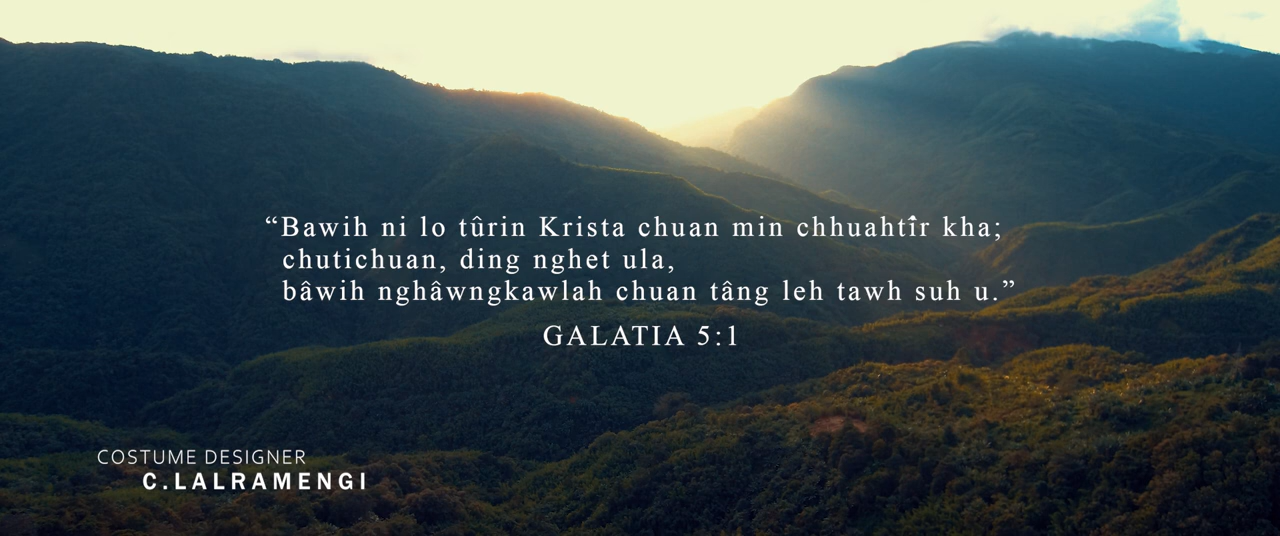 “Bawih ni lo tûrin Krista chuan min chhuahtîr kha;
chutichuan, ding nghet ula,
bâwih nghâwngkawlah chuan tâng leh tawh suh u.”
GALATIA 5:1
COSTUME DESIGNER
C.LALRAMENGI